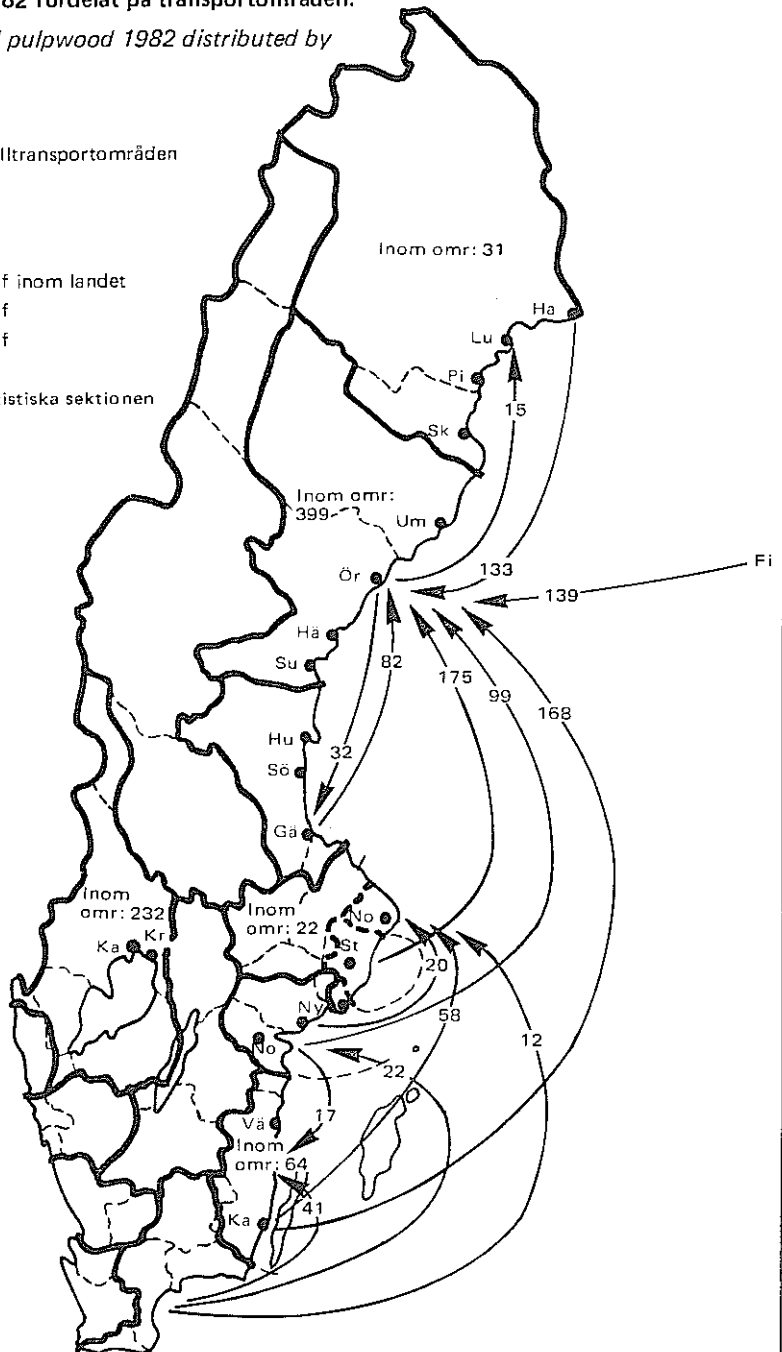 82 fördelat på transportområden.
pulpwood 1982 distributed by
lltransportområden
f inom landet
f
f
istiska sektionen
Inom omr: 31
Ha
Lu
Pi
15
Sk
Inom omr:
399
Um
Ör
133
Fi
139
Hä
82
Su
175
99
168
Hu
32
Sö
Gä
Inom
omr: 232
Inom
omr: 22
No
Ka
Kr
St
20
Ny
58
No
12
22
17
Vä
Inom
omr: 64
41
Ka